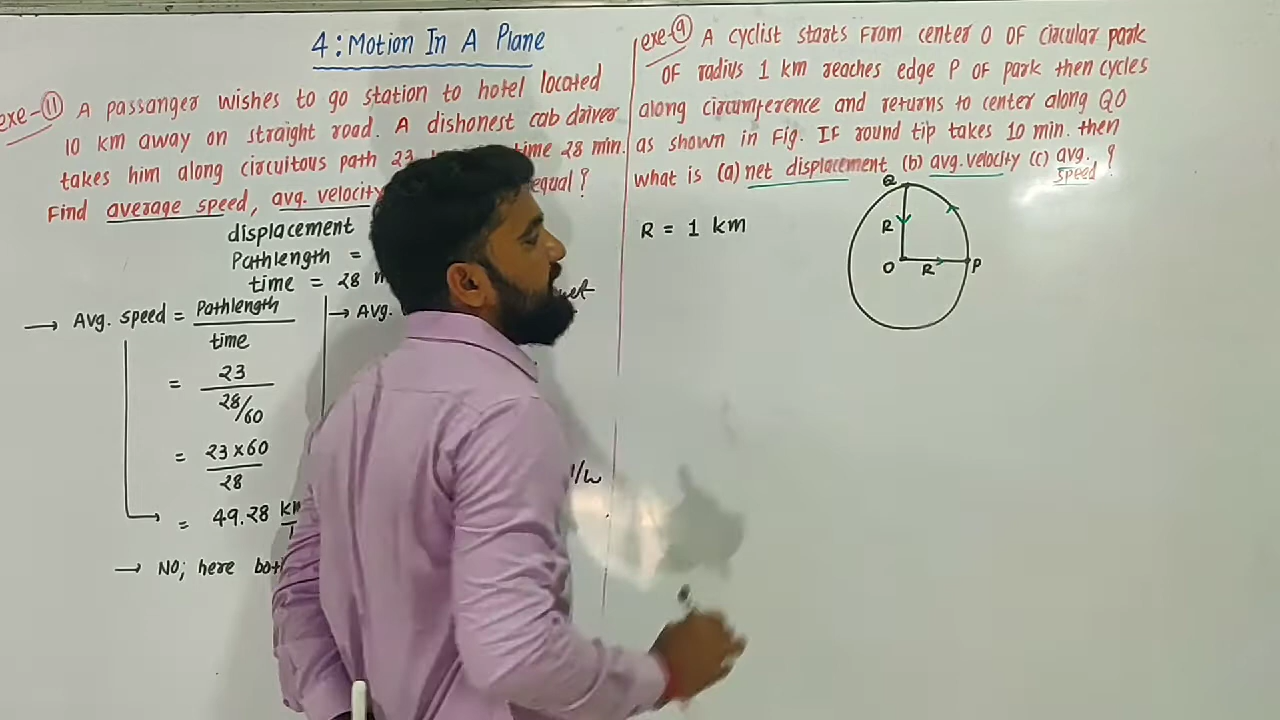 4: Motion In A Plane
exe-⑪ A passanger wishes to go station to hotel located
10 km away on straight road. A dishonest cab driver
takes him along circuitous path 23 time 28 min.
Find average speed, avg. velocity equal?
displacement
Pathlength =
time = 28
→ Avg. speed = Pathlength
time
→ Avg.
= 23
28/60
= 23 x 60
28
= 49.28 km
→ No; here both
exe-⑨ A cyclist starts From center O OF circular park
OF radius 1 km reaches edge P OF park then cycles
along circumference and returns to center along QO
as shown in Fig. IF round tip takes 10 min. then
what is (a) net displacement (b) avg. velocity (c) avg.
speed ?
R = 1 km
Q
R
O R P